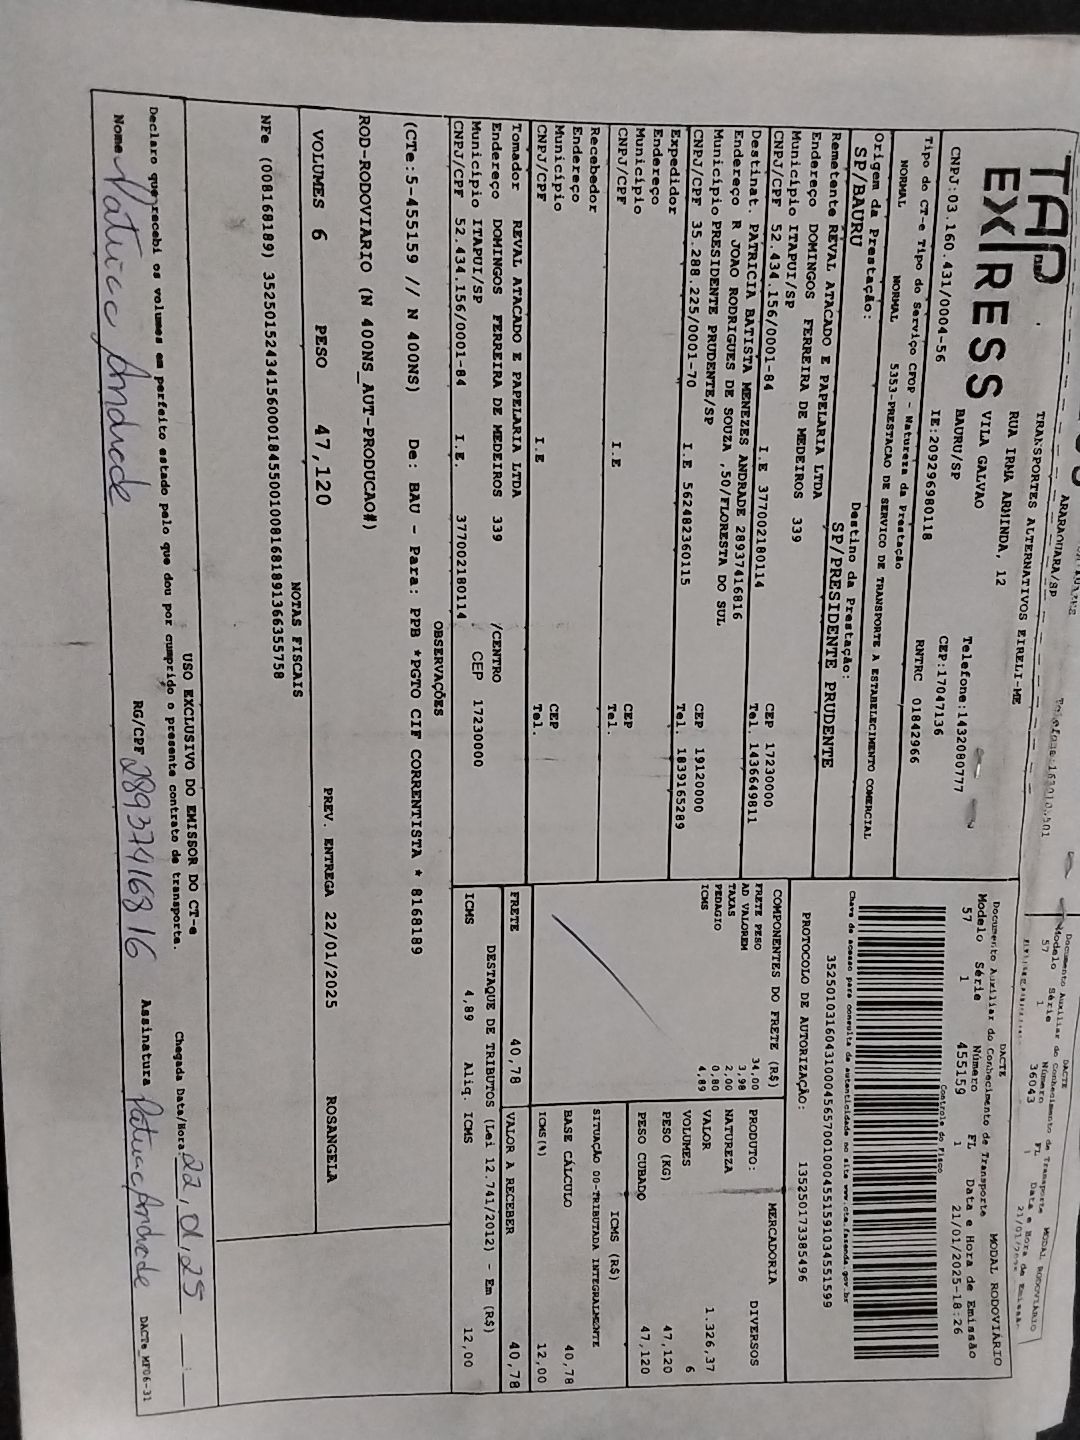 TAP
EXPRESS
TRANSPORTES ALTERNATIVOS EIRELI-ME
RUA IRMA ARMINDA, 12
VILA GALVAO
BAURU/SP
Telefone:1432080777
CEP:17047136
CNPJ:03.160.431/0004-56
IE:209296980118
RNTRC 01842966
Tipo do CT-e Tipo do Serviço CFOP - Natureza da Prestação
NORMAL NORMAL 5353-PRESTACAO DE SERVICO DE TRANSPORTE A ESTABELECIMENTO COMERCIAL
Origem da Prestação: Destino da Prestação:
SP/BAURU SP/PRESIDENTE PRUDENTE
Remetente REVAL ATACADO E PAPELARIA LTDA
Endereço DOMINGOS FERREIRA DE MEDEIROS 339
Município ITAPUI/SP CEP 17230000
CNPJ/CPF 52.434.156/0001-84 I.E 377002180114 Tel. 1436649811
Destinat. PATRICIA BATISTA MENEZES ANDRADE 28937416816
Endereço R JOAO RODRIGUES DE SOUZA ,50/FLORESTA DO SUL
Município PRESIDENTE PRUDENTE/SP CEP 19120000
CNPJ/CPF 35.288.225/0001-70 I.E 562482360115 Tel. 1839165289
Expedidor
Endereço
Município CEP
CNPJ/CPF I.E Tel.
Recebedor
Endereço
Município CEP
CNPJ/CPF I.E Tel.
Tomador REVAL ATACADO E PAPELARIA LTDA
Endereço DOMINGOS FERREIRA DE MEDEIROS 339 /CENTRO
Município ITAPUI/SP CEP 17230000
CNPJ/CPF 52.434.156/0001-84 I.E. 377002180114
DACTE MODAL RODOVIÁRIO
Documento Auxiliar do Conhecimento de Transporte
Modelo Série Número FL Data e Hora de Emissão
57 1 455159 1 21/01/2025-18:26
Controle do Fisco
Chave de acesso para consulta de autenticidade no site www.cte.fazenda.gov.br
PROTOCOLO DE AUTORIZAÇÃO: 135250173385496
COMPONENTES DO FRETE (R$)
FRETE PESO 34,00
AD VALOREM 3,98
TAXAS 2,00
PEDAGIO 0,80
ICMS 4,89
PRODUTO: MERCADORIA
NATUREZA DIVERSOS
VALOR 1.326,37
VOLUMES 6
PESO (KG) 47,120
PESO CUBADO 47,120
ICMS (R$)
SITUAÇÃO 00-TRIBUTADA INTEGRALMENTE
BASE CÁLCULO 40,78
ICMS(%) 12,00
FRETE 40,78 VALOR A RECEBER 40,78
DESTAQUE DE TRIBUTOS (Lei 12.741/2012) - Em (R$)
ICMS 4,89 Aliq. ICMS 12,00
OBSERVAÇÕES
(CTe:5-455159 // N 400NS) De: BAU - Para: PPB *PGTO CIF CORRENTISTA * 8168189
ROD-RODOVIARIO (N 400NS_AUT-PRODUCAO#)
VOLUMES 6 PESO 47,120 PREV. ENTREGA 22/01/2025 ROSANGELA
NOTAS FISCAIS
NFe (008168189) 35250152434156000184550010081681891366355758
USO EXCLUSIVO DO EMISSOR DO CT-e
Declaro que recebi os volumes em perfeito estado pelo que dou por cumprido o presente contrato de transporte. Chegada Data/Hora: 22,01,25
Nome Patricia Andrade RG/CPF 28937416816 Assinatura Patricia Andrade DACTe_MF06-31